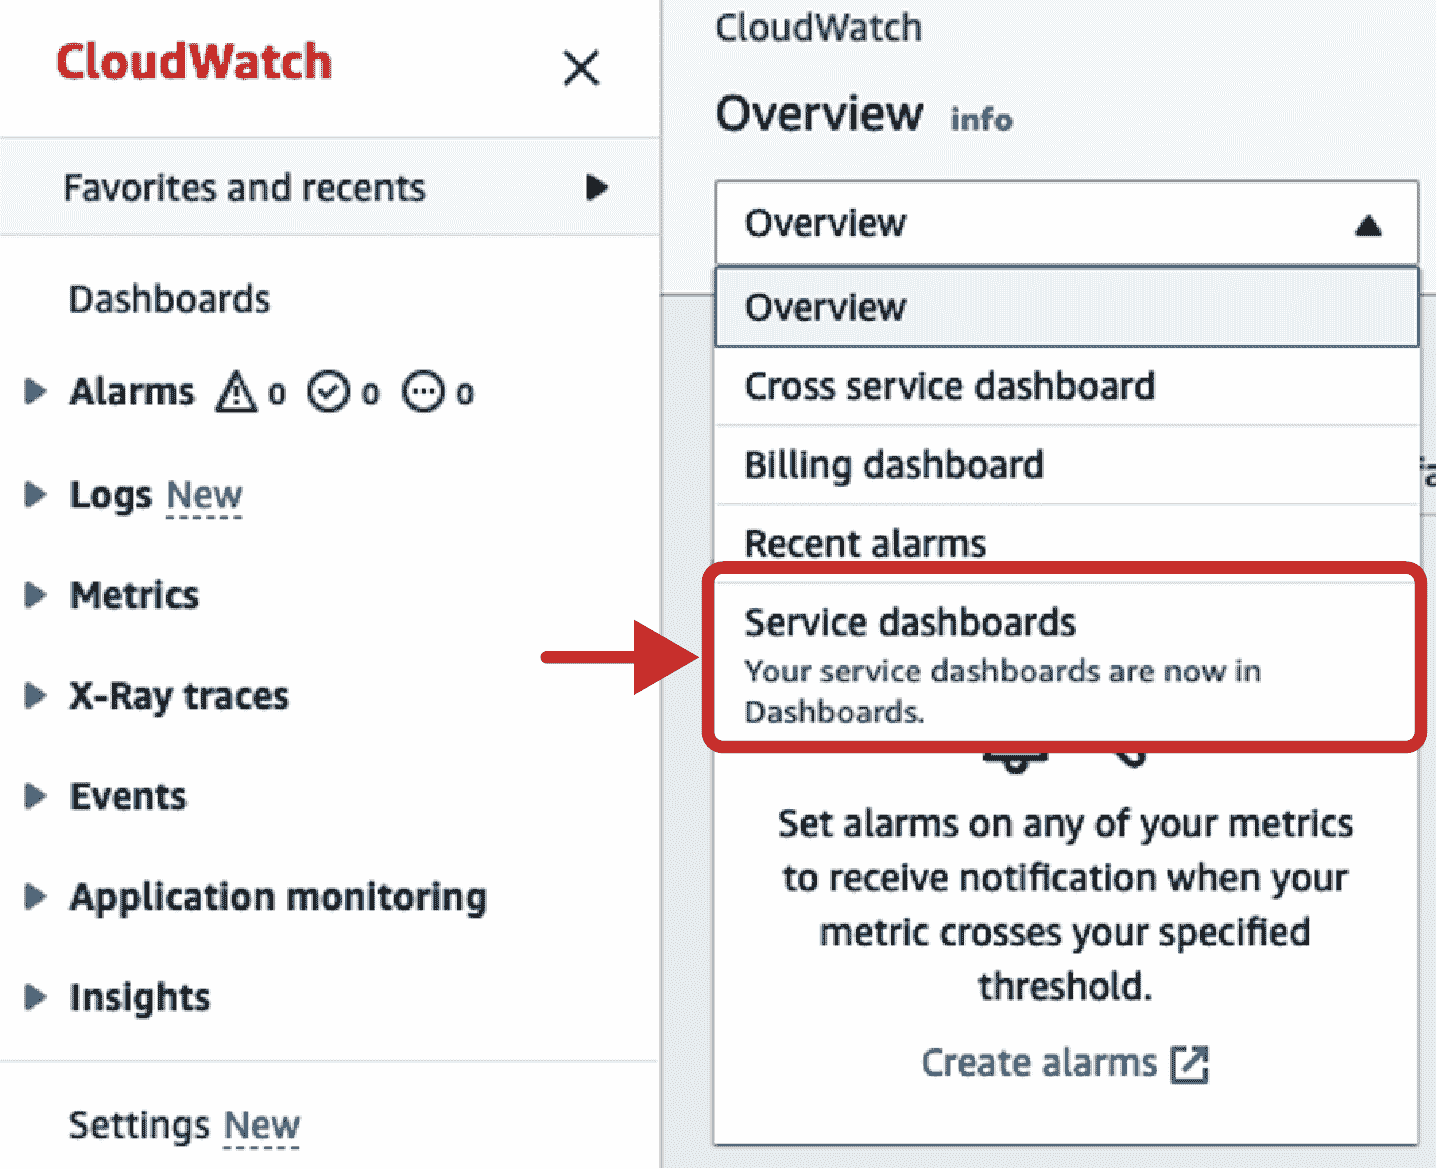 CloudWatch
Favorites and recents
Dashboards
Alarms 0 0 0
Logs New
Metrics
X-Ray traces
Events
Application monitoring
Insights
Settings New
CloudWatch
Overview info
Overview
Overview
Cross service dashboard
Billing dashboard
Recent alarms
Service dashboards
Your service dashboards are now in
Dashboards.
Set alarms on any of your metrics
to receive notification when your
metric crosses your specified
threshold.
Create alarms